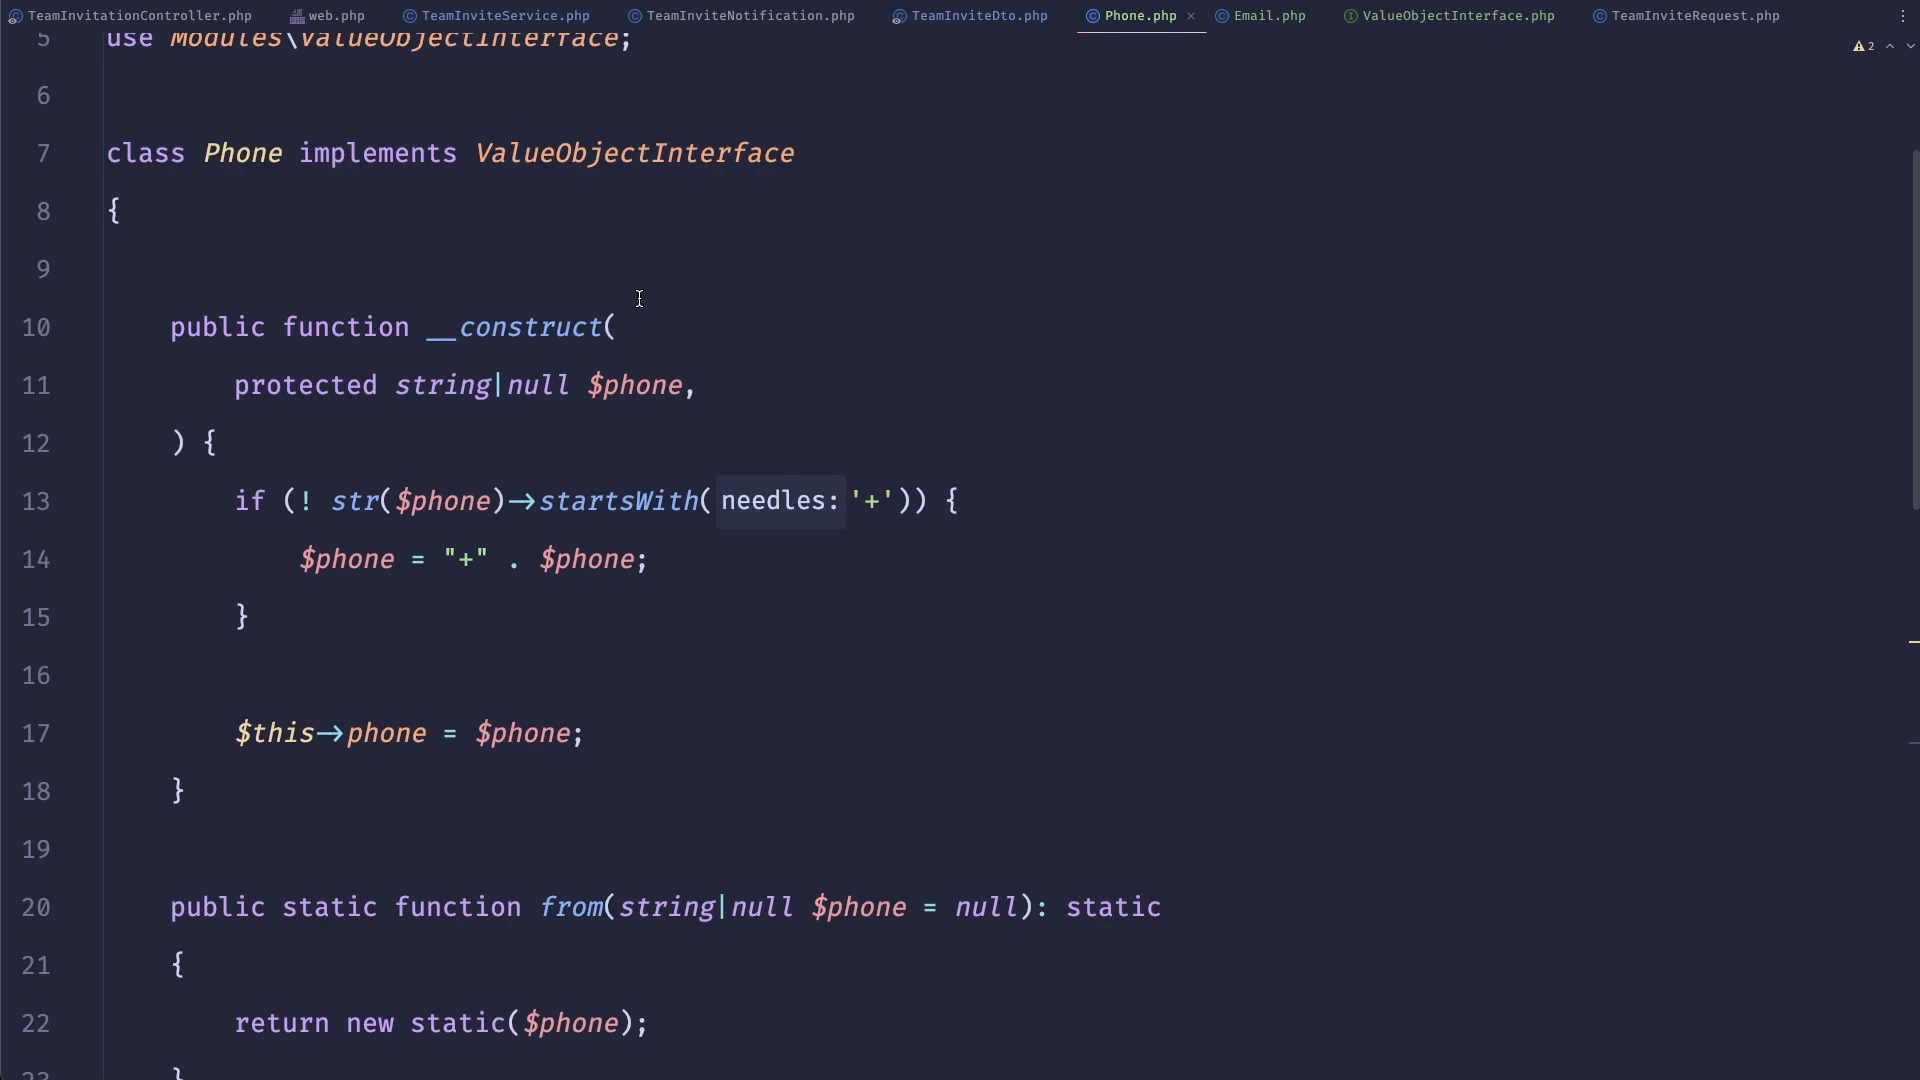 TeamInvitationController.php web.php TeamInviteService.php TeamInviteNotification.php TeamInviteDto.php Phone.php × Email.php ValueObjectInterface.php TeamInviteRequest.php
5 use Modules\ValueObjectInterface;
2
6
7 class Phone implements ValueObjectInterface
8 {
9
10 public function __construct(
11 protected string|null $phone,
12 ) {
13 if (! str($phone)->startsWith( needles: '+')) {
14 $phone = "+" . $phone;
15 }
16
17 $this->phone = $phone;
18 }
19
20 public static function from(string|null $phone = null): static
21 {
22 return new static($phone);
23 }